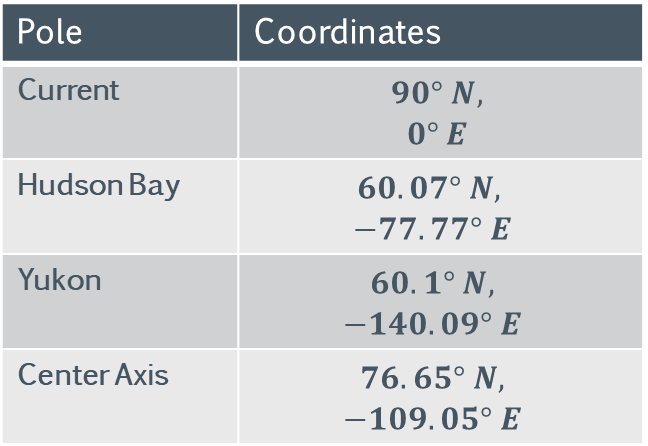 Pole Coordinates
Current 90° N,
0° E
Hudson Bay 60.07° N,
−77.77° E
Yukon 60.1° N,
−140.09° E
Center Axis 76.65° N,
−109.05° E